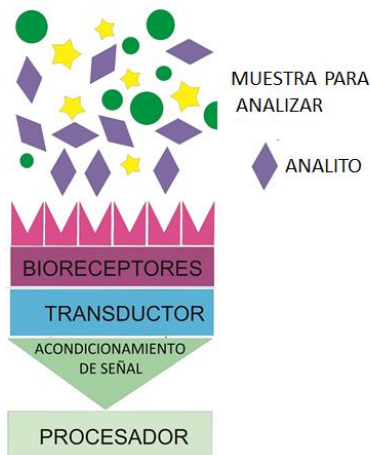 MUESTRA PARA
ANALIZAR
ANALITO
BIORECEPTORES
TRANSDUCTOR
ACONDICIONAMIENTO
DE SEÑAL
PROCESADOR